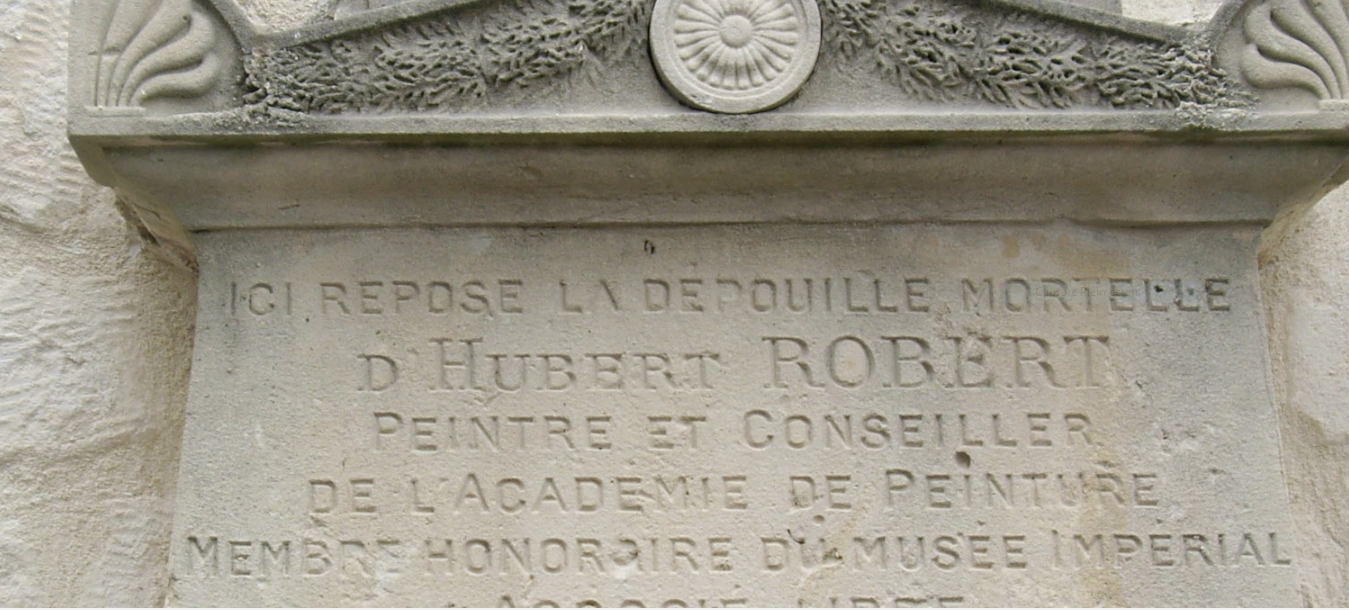 ICI REPOSE LA DEPOUILLE MORTELLE
D'HUBERT ROBERT
PEINTRE ET CONSEILLER
DE L'ACADEMIE DE PEINTURE
MEMBRE HONORAIRE DU MUSÉE IMPÉRIAL